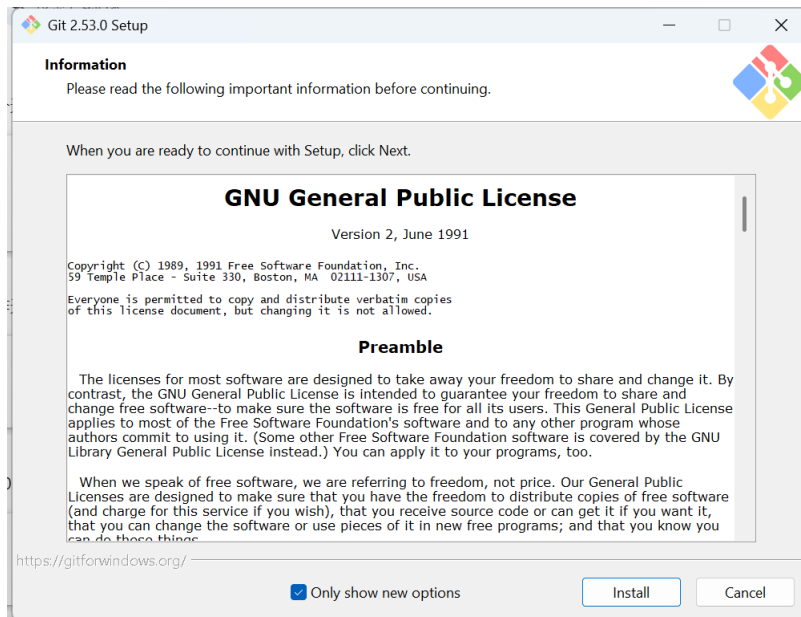 Git 2.53.0 Setup
Information
Please read the following important information before continuing.
When you are ready to continue with Setup, click Next.
GNU General Public License
Version 2, June 1991
Copyright (C) 1989, 1991 Free Software Foundation, Inc.
59 Temple Place - Suite 330, Boston, MA  02111-1307, USA
Everyone is permitted to copy and distribute verbatim copies
of this license document, but changing it is not allowed.
Preamble
The licenses for most software are designed to take away your freedom to share and change it. By
contrast, the GNU General Public License is intended to guarantee your freedom to share and
change free software--to make sure the software is free for all its users. This General Public License
applies to most of the Free Software Foundation's software and to any other program whose
authors commit to using it. (Some other Free Software Foundation software is covered by the GNU
Library General Public License instead.) You can apply it to your programs, too.
When we speak of free software, we are referring to freedom, not price. Our General Public
Licenses are designed to make sure that you have the freedom to distribute copies of free software
(and charge for this service if you wish), that you receive source code or can get it if you want it,
that you can change the software or use pieces of it in new free programs; and that you know you
can do these things.
https://gitforwindows.org/
Only show new options
Install
Cancel